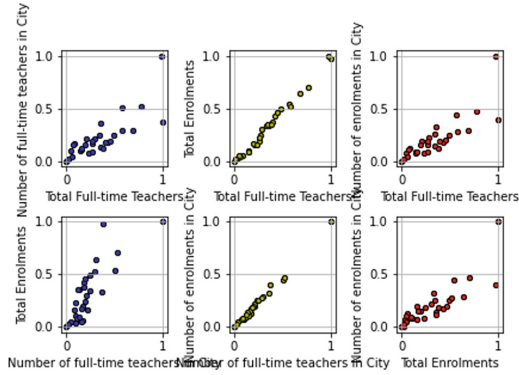 Number of full-time teachers in City
1.0
0.5
0.0
0
1
Total Full-time Teachers
Total Enrolments
1.0
0.5
0.0
0
1
Total Full-time Teachers
Number of enrolments in City
1.0
0.5
0.0
0
1
Total Full-time Teachers
Total Enrolments
1.0
0.5
0.0
0
1
Number of full-time teachers in City
Number of enrolments in City
1.0
0.5
0.0
0
1
Number of full-time teachers in City
Number of enrolments in City
1.0
0.5
0.0
0
1
Total Enrolments